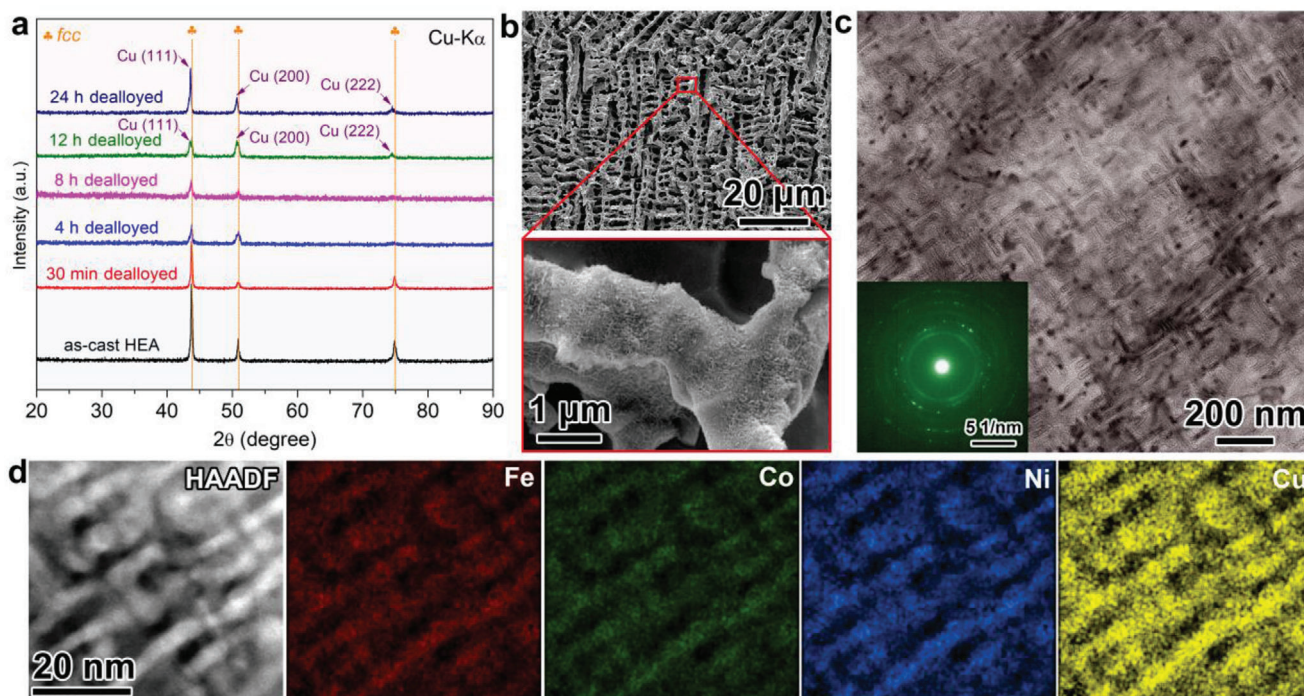 a
♣ fcc
Cu-Kα
Cu (111)
Cu (200)
Cu (222)
24 h dealloyed
Cu (111)
Cu (200)
Cu (222)
12 h dealloyed
8 h dealloyed
4 h dealloyed
30 min dealloyed
as-cast HEA
Intensity (a.u.)
20 30 40 50 60 70 80 90
2θ (degree)
b
20 μm
1 μm
c
5 1/nm
200 nm
d
HAADF
20 nm
Fe
Co
Ni
Cu